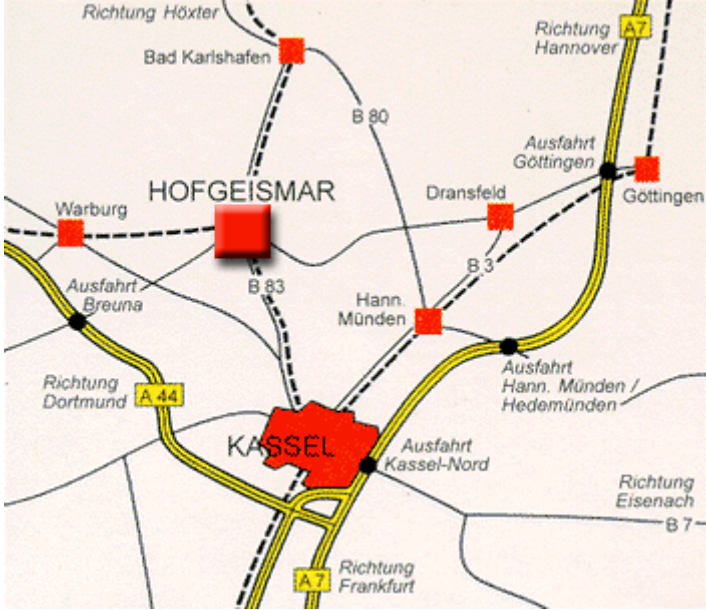 Richtung Höxter
Richtung
Hannover
A7
Bad Karlshafen
B 80
Ausfahrt
Göttingen
HOFGEISMAR
Dransfeld
Göttingen
Warburg
B 3
Ausfahrt
Breuna
B 83
Hann.
Münden
Ausfahrt
Hann. Münden /
Hedemünden
Richtung
Dortmund
A 44
KASSEL
Ausfahrt
Kassel-Nord
Richtung
Eisenach
B 7
A 7
Richtung
Frankfurt